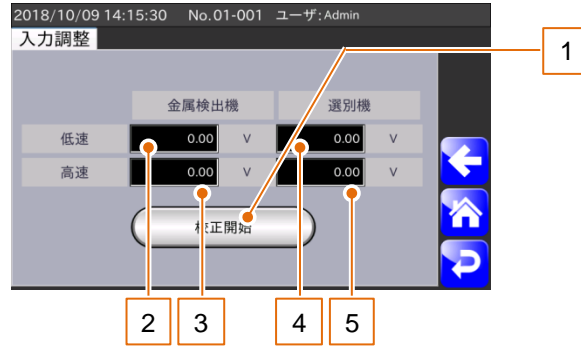 2018/10/09 14:15:30 No.01-001 ユーザ:Admin
入力調整
1
金属検出機 選別機
低速 0.00 V 0.00 V
高速 0.00 V 0.00 V
校正開始
2 3 4 5